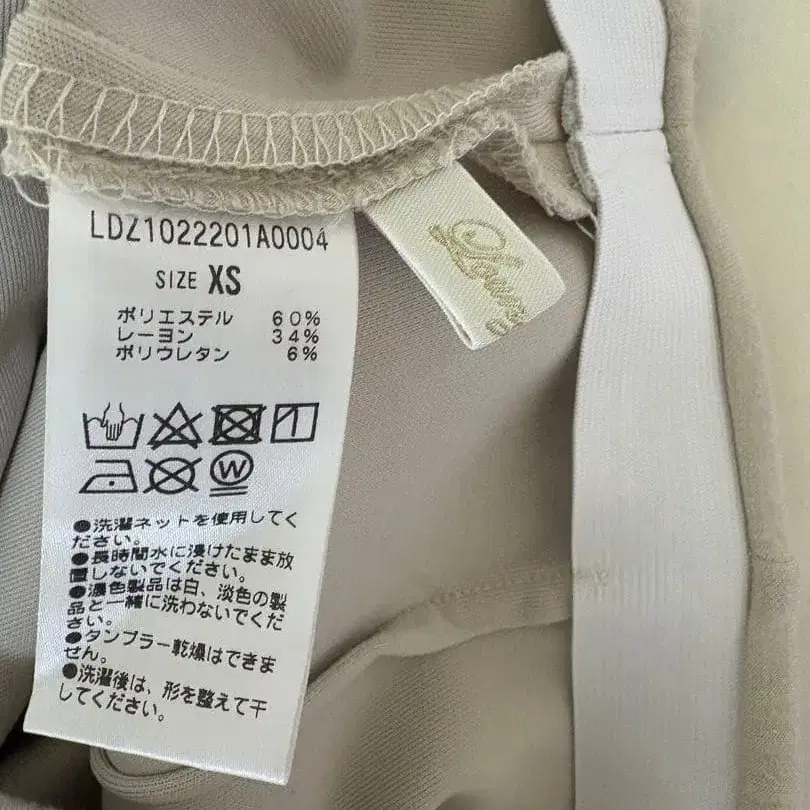 LDZ1022201A0004
SIZE XS
ポリエステル 60%
レーヨン 34%
ポリウレタン 6%
W
●洗濯ネットを使用してく
ださい。
●長時間水に浸けたまま放
置しないでください。
●濃色製品は白、淡色の製
品と一緒に洗わないでくだ
さい。
●タンブラー乾燥はできま
せん。
●洗濯後は、形を整えて干
してください。